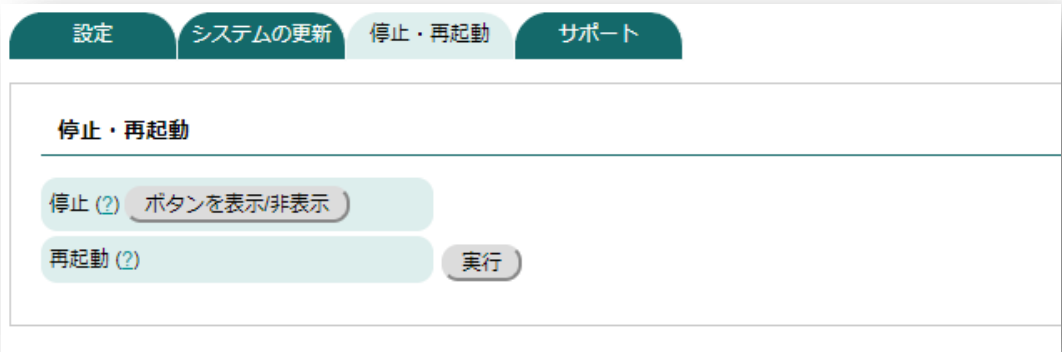 設定 システムの更新 停止・再起動 サポート
停止・再起動
停止 (?) ボタンを表示/非表示
再起動 (?) 実行